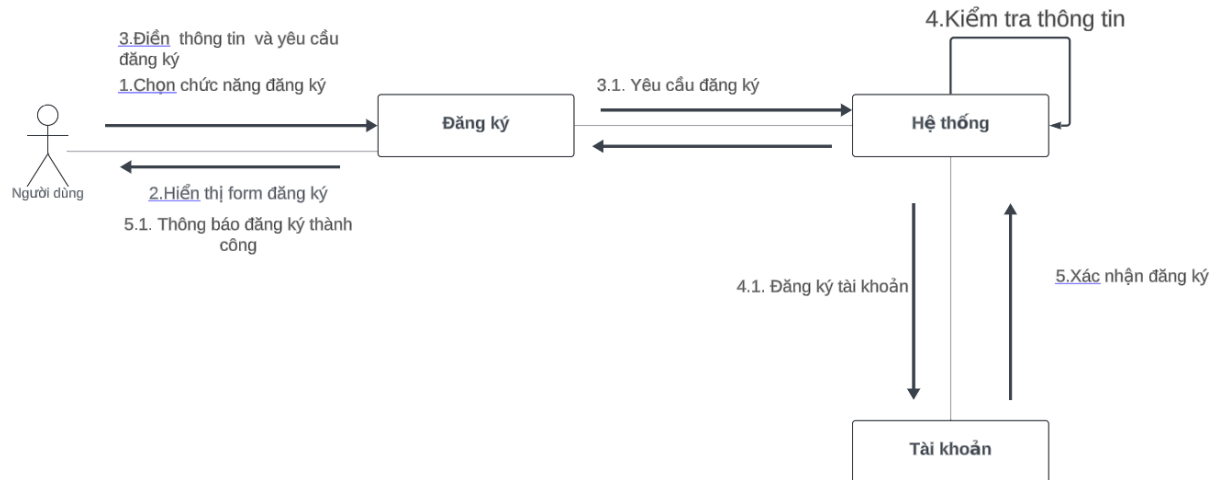 4.Kiểm tra thông tin
3.Điền thông tin và yêu cầu
đăng ký
1.Chọn chức năng đăng ký
3.1. Yêu cầu đăng ký
Đăng ký
Hệ thống
Người dùng
2.Hiển thị form đăng ký
5.1. Thông báo đăng ký thành
công
4.1. Đăng ký tài khoản
5.Xác nhận đăng ký
Tài khoản